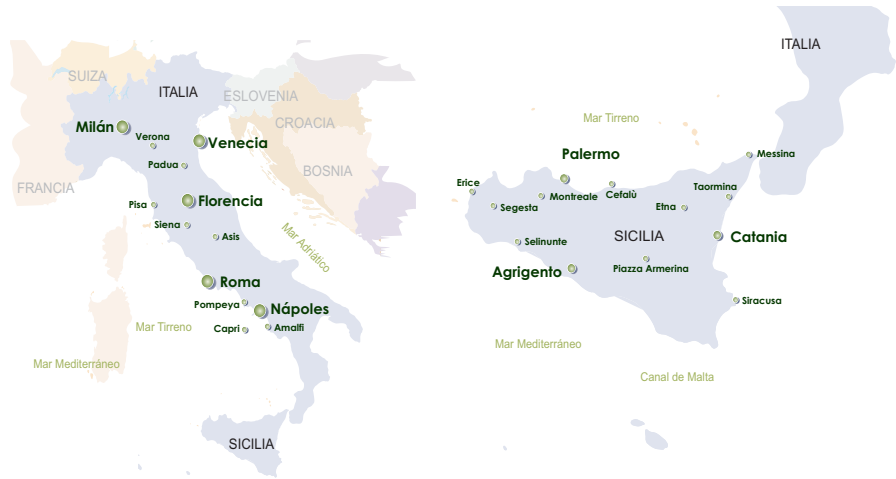 SUIZA
ITALIA
ESLOVENIA
CROACIA
Milán
Verona
Venecia
Padua
BOSNIA
FRANCIA
Florencia
Pisa
Siena
Asis
Mar Adriático
Roma
Pompeya
Nápoles
Mar Tirreno
Capri
Amalfi
Mar Mediterráneo
SICILIA
ITALIA
Mar Tirreno
Palermo
Messina
Erice
Montreale
Cefalù
Taormina
Segesta
Etna
Selinunte
SICILIA
Catania
Agrigento
Piazza Armerina
Siracusa
Mar Mediterráneo
Canal de Malta